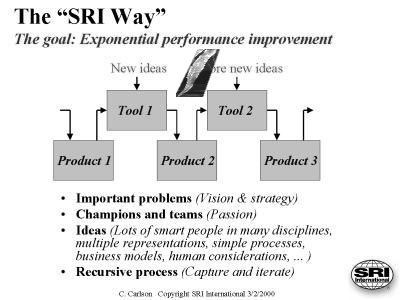 The “SRI Way”
The goal: Exponential performance improvement
New ideas
ore new ideas
Tool 1
Tool 2
Product 1
Product 2
Product 3
• Important problems (Vision & strategy)
• Champions and teams (Passion)
• Ideas (Lots of smart people in many disciplines,
multiple representations, simple processes,
business models, human considerations, ... )
• Recursive process (Capture and iterate)
C. Carlson Copyright SRI International 3/2/2000
SRI
International